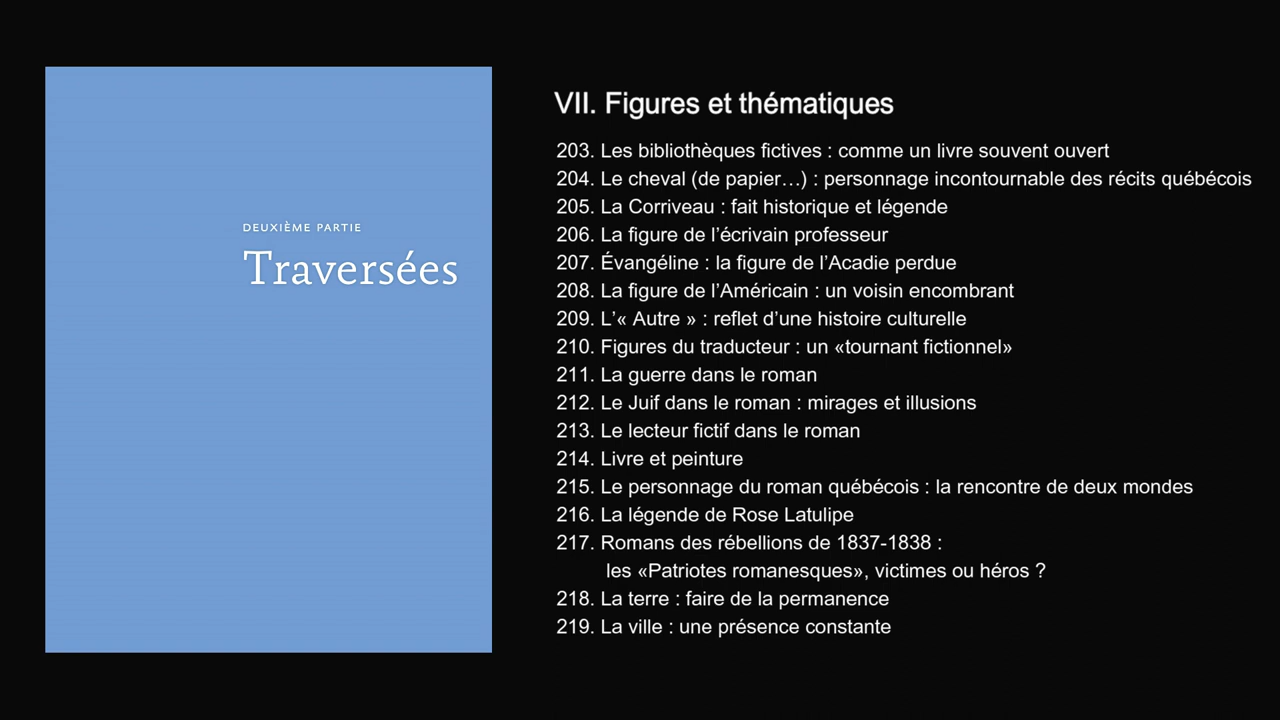 DEUXIÈME PARTIE
Traversées
VII. Figures et thématiques
203. Les bibliothèques fictives : comme un livre souvent ouvert
204. Le cheval (de papier…) : personnage incontournable des récits québécois
205. La Corriveau : fait historique et légende
206. La figure de l’écrivain professeur
207. Évangéline : la figure de l’Acadie perdue
208. La figure de l’Américain : un voisin encombrant
209. L’« Autre » : reflet d’une histoire culturelle
210. Figures du traducteur : un «tournant fictionnel»
211. La guerre dans le roman
212. Le Juif dans le roman : mirages et illusions
213. Le lecteur fictif dans le roman
214. Livre et peinture
215. Le personnage du roman québécois : la rencontre de deux mondes
216. La légende de Rose Latulipe
217. Romans des rébellions de 1837-1838 :
les «Patriotes romanesques», victimes ou héros ?
218. La terre : faire de la permanence
219. La ville : une présence constante